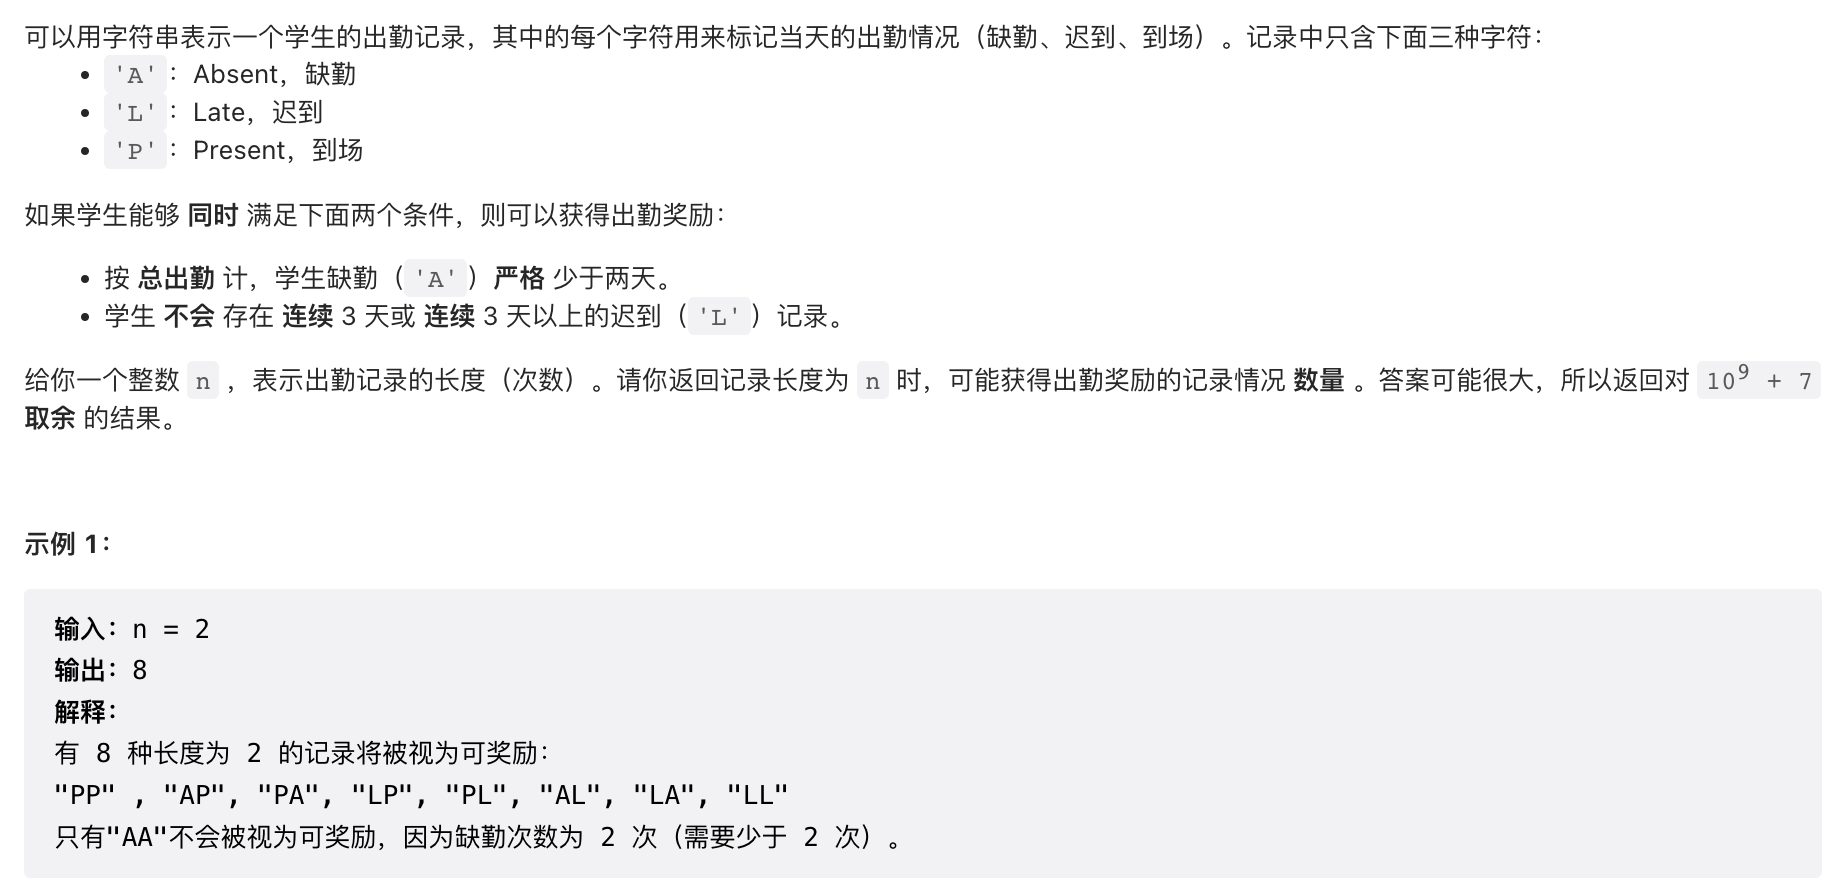 可以用字符串表示一个学生的出勤记录，其中的每个字符用来标记当天的出勤情况（缺勤、迟到、到场）。记录中只含下面三种字符：
• 'A'：Absent，缺勤
• 'L'：Late，迟到
• 'P'：Present，到场
如果学生能够 同时 满足下面两个条件，则可以获得出勤奖励：
• 按 总出勤 计，学生缺勤（'A'）严格 少于两天。
• 学生 不会 存在 连续 3 天或 连续 3 天以上的迟到（'L'）记录。
给你一个整数 n ，表示出勤记录的长度（次数）。请你返回记录长度为 n 时，可能获得出勤奖励的记录情况 数量 。答案可能很大，所以返回对 10⁹ + 7
取余 的结果。
示例 1：
输入：n = 2
输出：8
解释：
有 8 种长度为 2 的记录将被视为可奖励：
"PP" , "AP", "PA", "LP", "PL", "AL", "LA", "LL"
只有"AA"不会被视为可奖励，因为缺勤次数为 2 次（需要少于 2 次）。